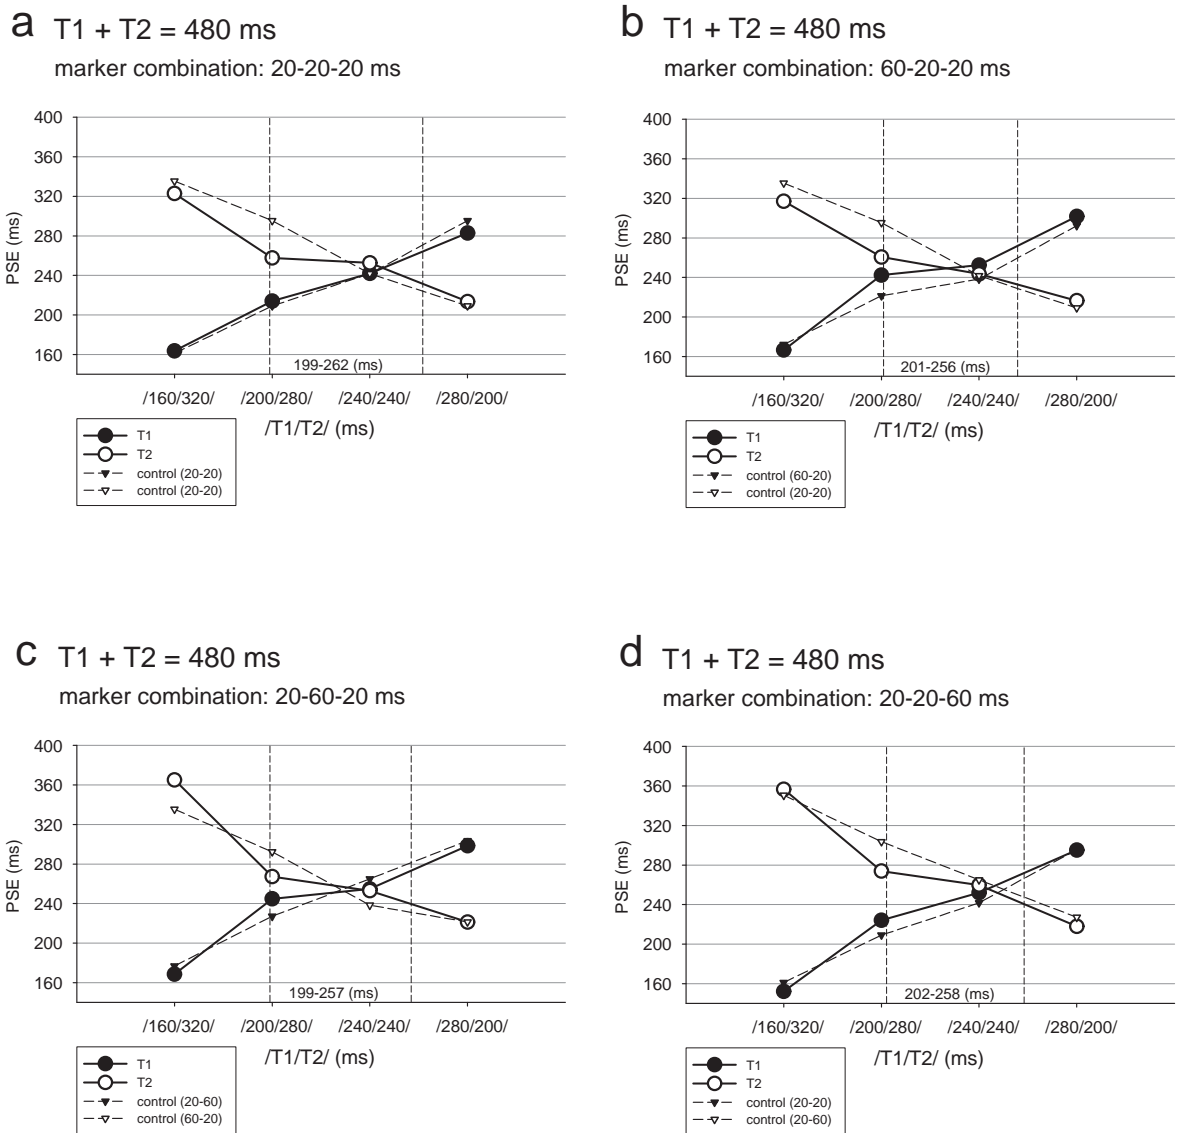 a T1 + T2 = 480 ms
marker combination: 20-20-20 ms
400
360
320
280
240
200
160
PSE (ms)
199-262 (ms)
/160/320/ /200/280/ /240/240/ /280/200/
/T1/T2/ (ms)
T1
T2
control (20-20)
control (20-20)
b T1 + T2 = 480 ms
marker combination: 60-20-20 ms
400
360
320
280
240
200
160
PSE (ms)
201-256 (ms)
/160/320/ /200/280/ /240/240/ /280/200/
/T1/T2/ (ms)
T1
T2
control (60-20)
control (20-20)
c T1 + T2 = 480 ms
marker combination: 20-60-20 ms
400
360
320
280
240
200
160
PSE (ms)
199-257 (ms)
/160/320/ /200/280/ /240/240/ /280/200/
/T1/T2/ (ms)
T1
T2
control (20-60)
control (60-20)
d T1 + T2 = 480 ms
marker combination: 20-20-60 ms
400
360
320
280
240
200
160
PSE (ms)
202-258 (ms)
/160/320/ /200/280/ /240/240/ /280/200/
/T1/T2/ (ms)
T1
T2
control (20-20)
control (20-60)